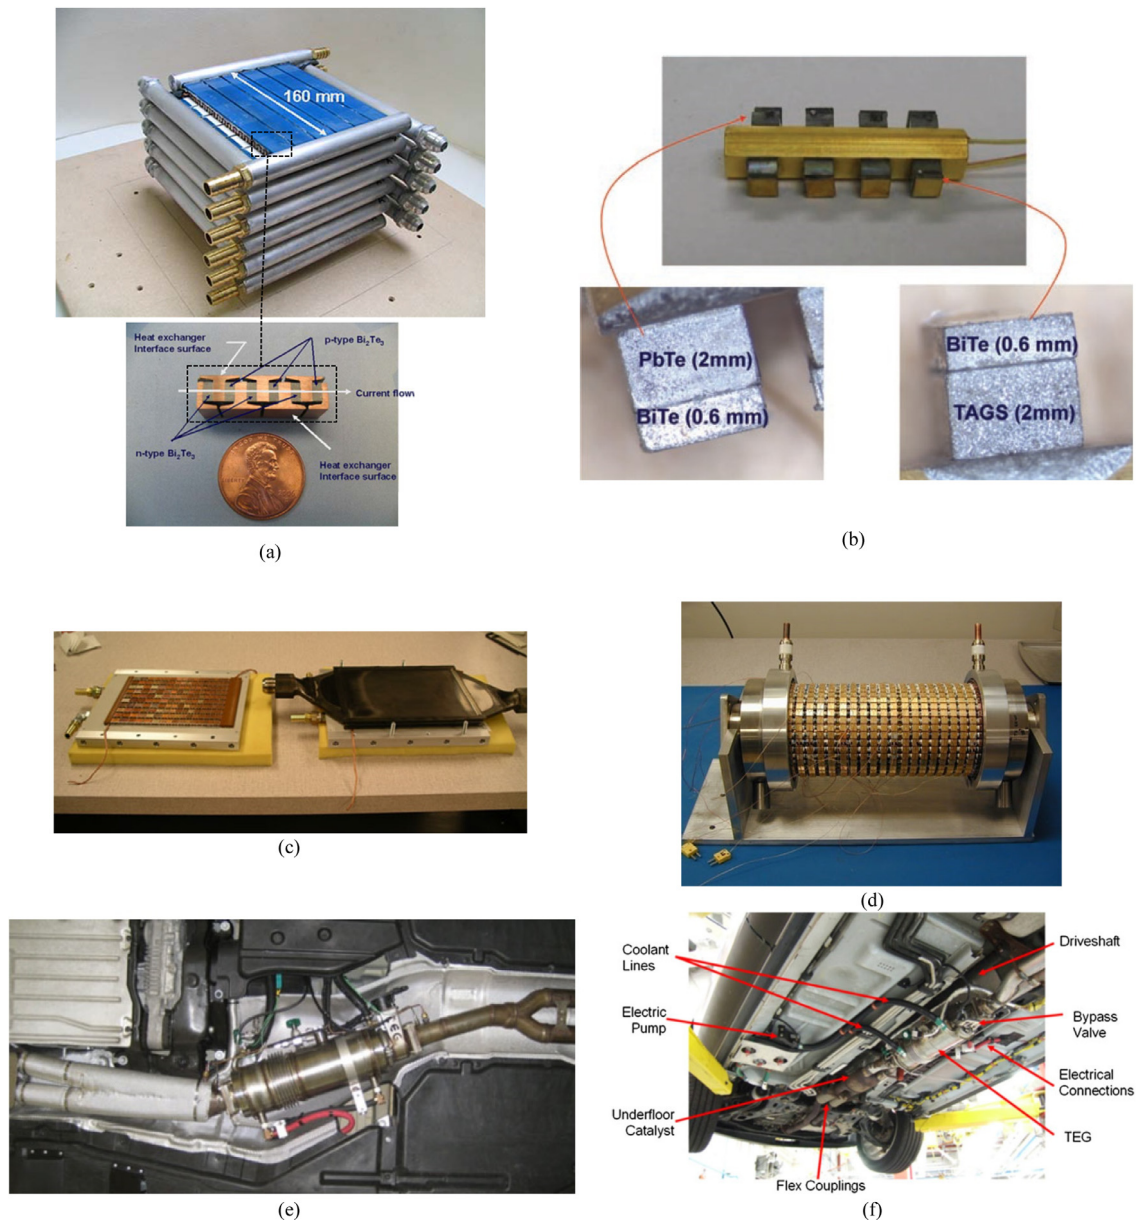 160 mm
Heat exchanger
Interface surface
p-type Bi2Te3
Current flow
n-type Bi2Te3
Heat exchanger
Interface surface
(a)
PbTe (2mm)
BiTe (0.6 mm)
BiTe (0.6 mm)
TAGS (2mm)
(b)
(c)
(d)
(e)
Coolant
Lines
Driveshaft
Electric
Pump
Bypass
Valve
Electrical
Connections
Underfloor
Catalyst
TEG
Flex Couplings
(f)